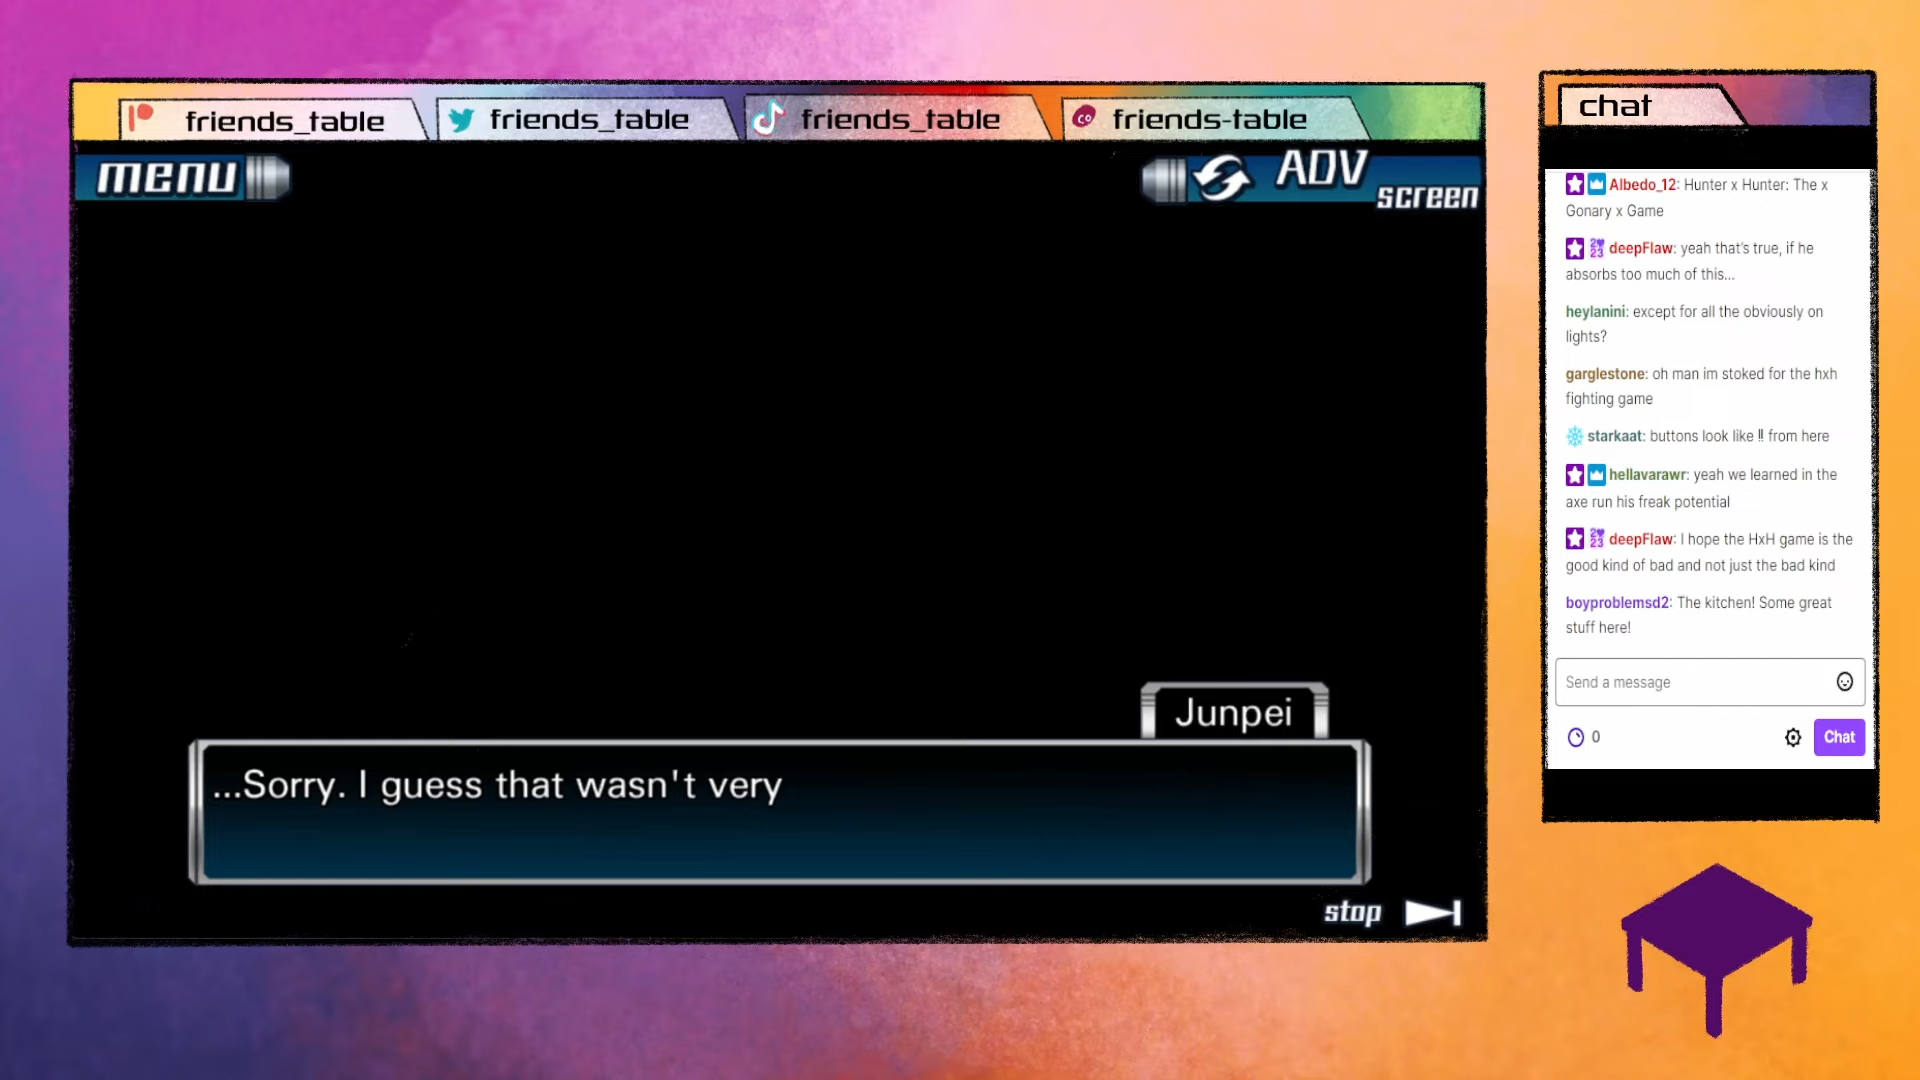 friends_table
friends_table
friends_table
friends-table
menu
ADV
screen
Junpei
...Sorry. I guess that wasn't very
stop
chat
Albedo_12: Hunter x Hunter: The x
Gonary x Game
deepFlaw: yeah that's true, if he
absorbs too much of this...
heylanini: except for all the obviously on
lights?
garglestone: oh man im stoked for the hxh
fighting game
starkaat: buttons look like !! from here
hellavarawr: yeah we learned in the
axe run his freak potential
deepFlaw: I hope the HxH game is the
good kind of bad and not just the bad kind
boyproblemsd2: The kitchen! Some great
stuff here!
Send a message
0
Chat